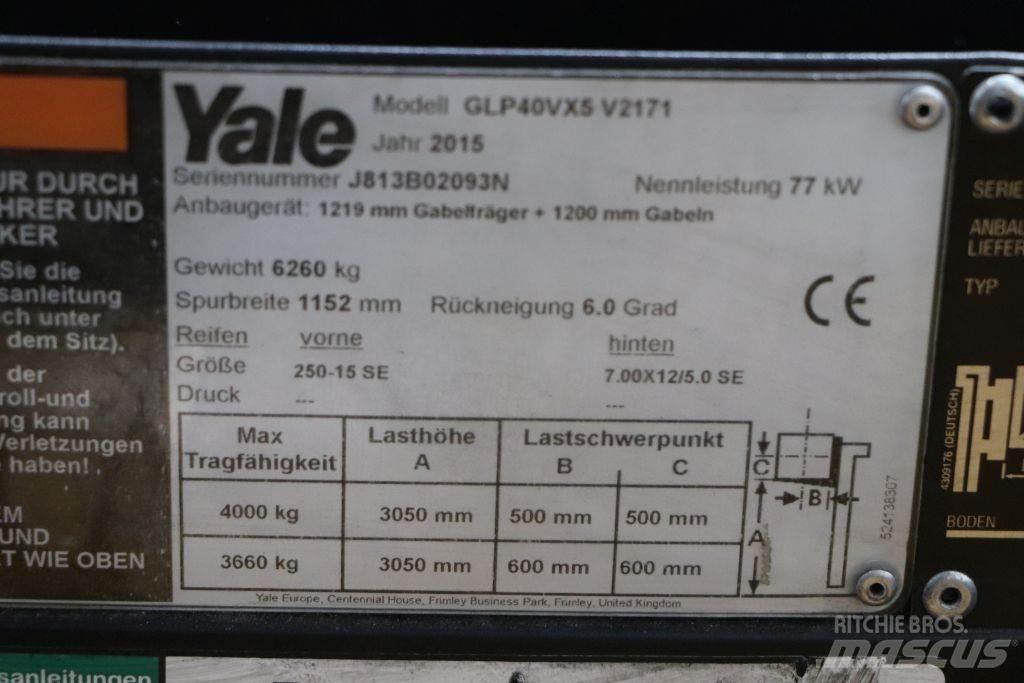 Yale
Modell GLP40VX5 V2171
Jahr 2015
Seriennummer J813B02093N
Nennleistung 77 kW
Anbaugerät: 1219 mm Gabelträger + 1200 mm Gabeln
Gewicht 6260 kg
Spurbreite 1152 mm Rückneigung 6.0 Grad
CE
Reifen vorne hinten
Größe 250-15 SE 7.00X12/5.0 SE
Druck --- ---
Max Tragfähigkeit Lasthöhe A Lastschwerpunkt B C
4000 kg 3050 mm 500 mm 500 mm
3660 kg 3050 mm 600 mm 600 mm
C
B
A
524138307
Yale Europe, Centennial House, Frimley Business Park, Frimley, United Kingdom
UR DURCH
AHRER UND
KER
Sie die
sanleitung
ch unter
dem Sitz).
der
roll-und
ng kann
Verletzungen
haben!
EM
UND
T WIE OBEN
sanleitungen
SERIE
ANBAU
LIEFER
TYP
4309176 (DEUTSCH)
BODEN
RITCHIE BROS.
MASCUS